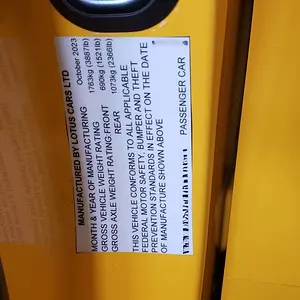 MANUFACTURED BY LOTUS CARS LTD
MONTH & YEAR OF MANUFACTURING October 2023
GROSS VEHICLE WEIGHT RATING 1763kg (3887lb)
GROSS AXLE WEIGHT RATING: FRONT 690kg (1521lb)
REAR 1073kg (2366lb)
THIS VEHICLE CONFORMS TO ALL APPLICABLE
FEDERAL MOTOR SAFETY, BUMPER AND THEFT
PREVENTION STANDARDS IN EFFECT ON THE DATE
OF MANUFACTURE SHOWN ABOVE
PASSENGER CAR